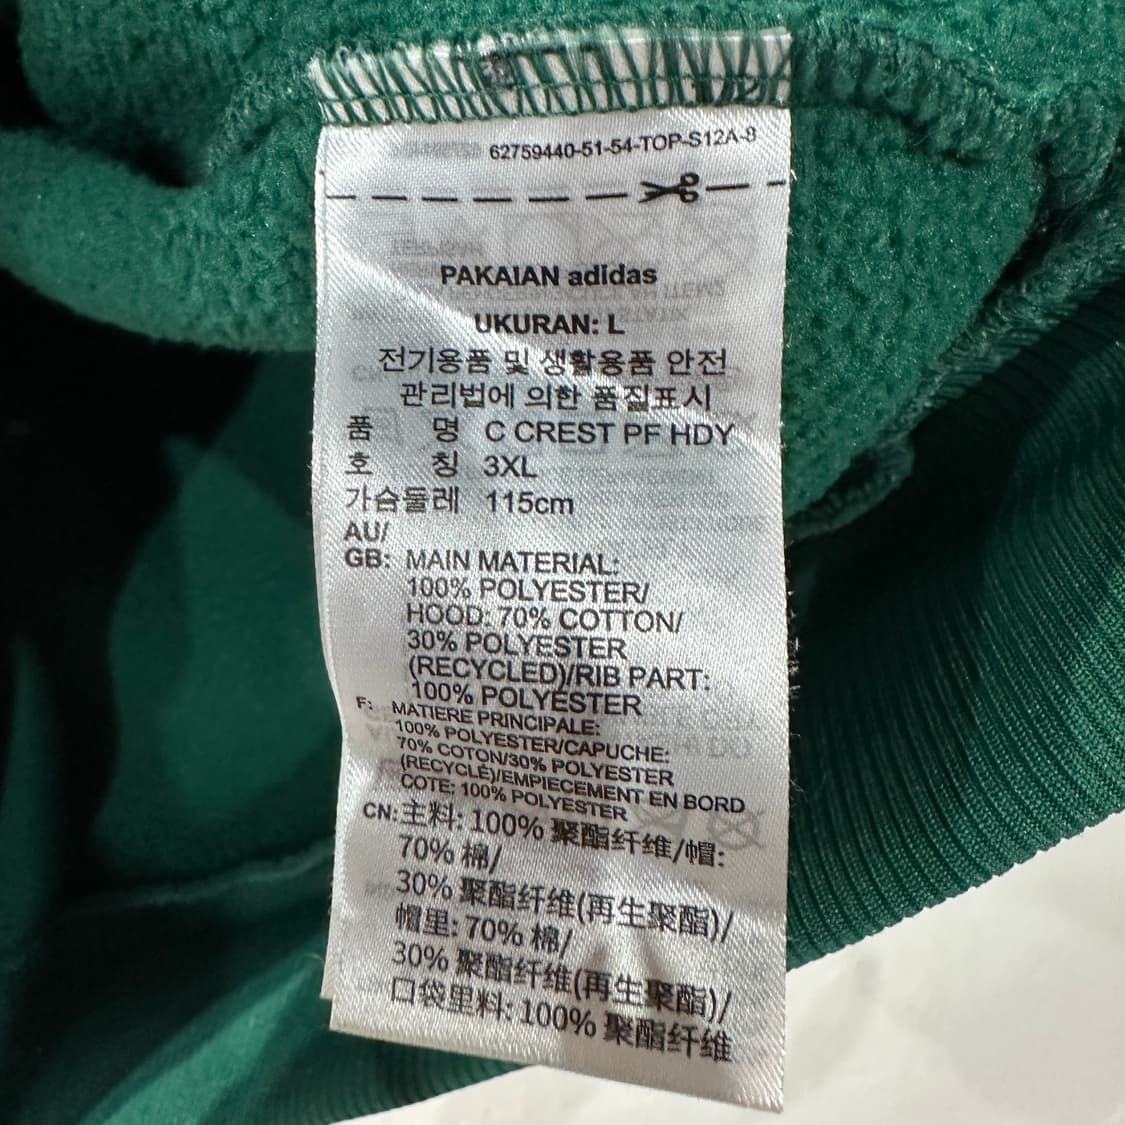 62759440-51-54-TOP-S12A-8
PAKAIAN adidas
UKURAN: L
전기용품 및 생활용품 안전
관리법에 의한 품질표시
품 명 C CREST PF HDY
호 칭 3XL
가슴둘레 115cm
AU/
GB: MAIN MATERIAL:
100% POLYESTER/
HOOD: 70% COTTON/
30% POLYESTER
(RECYCLED)/RIB PART:
100% POLYESTER
F: MATIERE PRINCIPALE:
100% POLYESTER/CAPUCHE:
70% COTON/30% POLYESTER
(RECYCLÉ)/EMPIECEMENT EN BORD
COTE: 100% POLYESTER
CN: 主料: 100% 聚酯纤维/帽:
70% 棉/
30% 聚酯纤维(再生聚酯)/
帽里: 70% 棉/
30% 聚酯纤维(再生聚酯)/
口袋里料: 100% 聚酯纤维